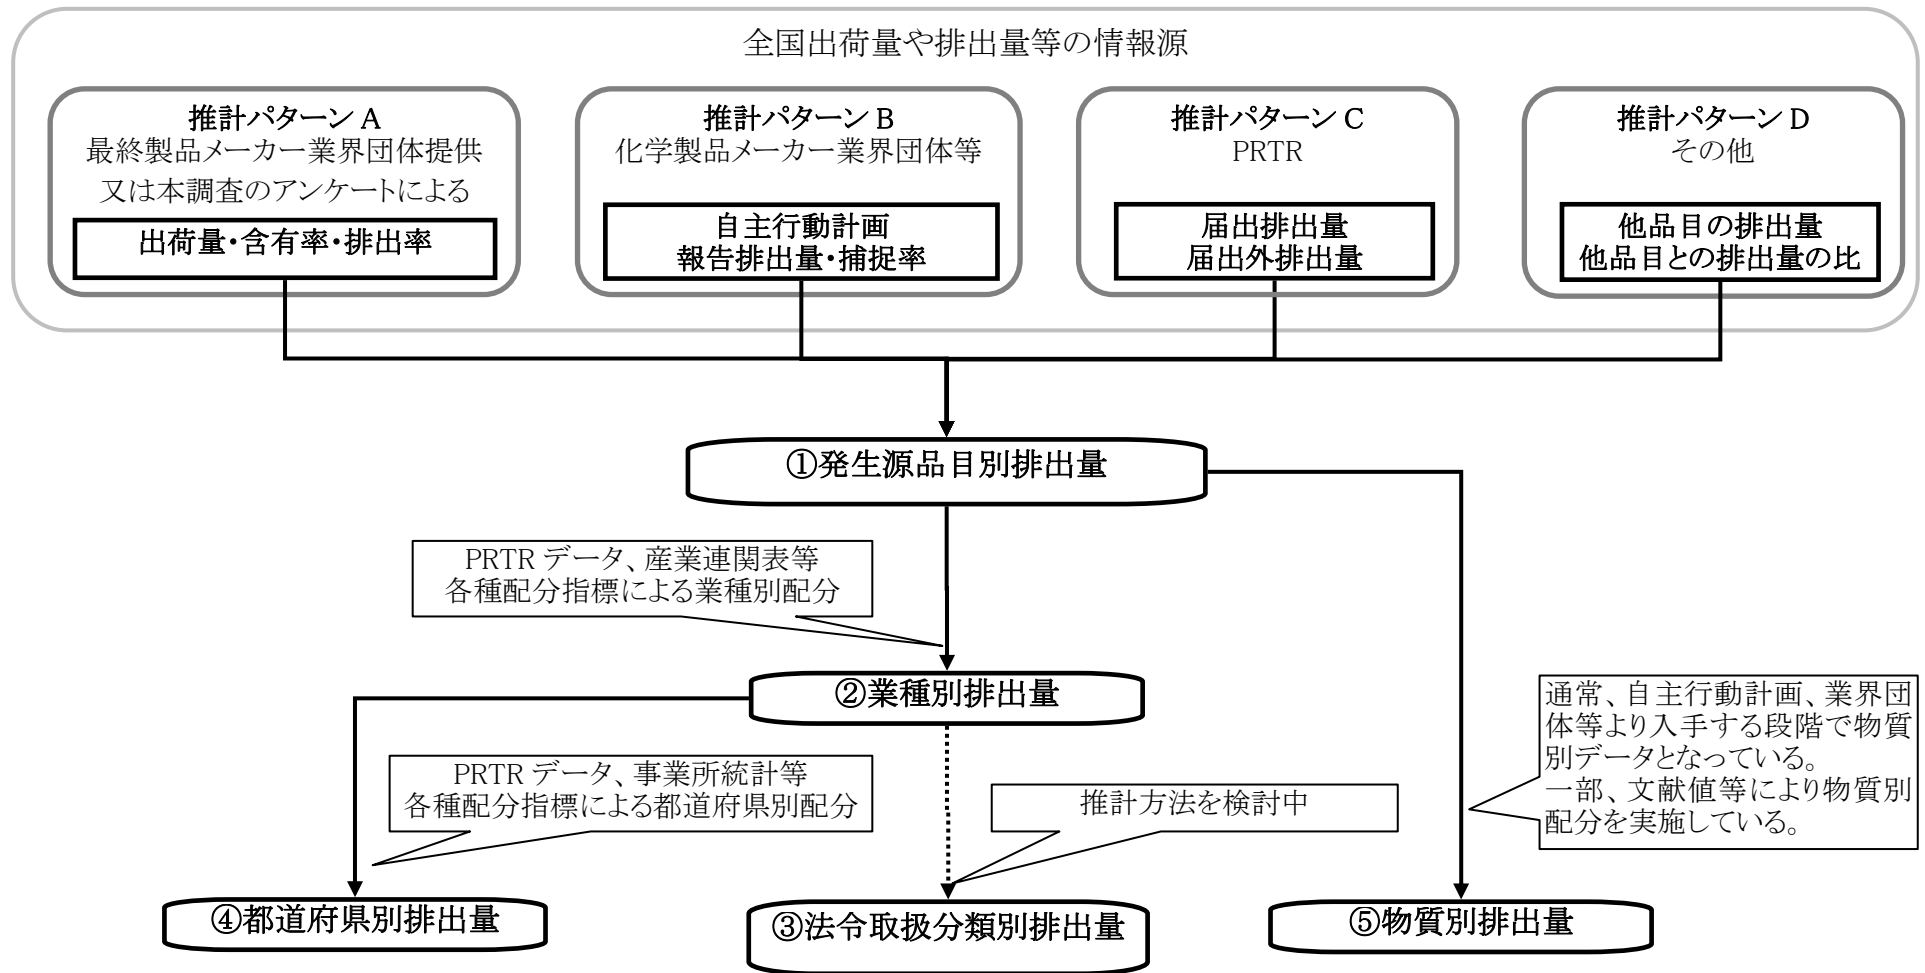 全国出荷量や排出量等の情報源
推計パターン A
最終製品メーカー業界団体提供
又は本調査のアンケートによる
出荷量・含有率・排出率
推計パターン B
化学製品メーカー業界団体等
自主行動計画
報告排出量・捕捉率
推計パターン C
PRTR
届出排出量
届出外排出量
推計パターン D
その他
他品目の排出量
他品目との排出量の比
①発生源品目別排出量
PRTR データ、産業連関表等
各種配分指標による業種別配分
②業種別排出量
通常、自主行動計画、業界団
体等より入手する段階で物質
別データとなっている。
一部、文献値等により物質別
配分を実施している。
PRTR データ、事業所統計等
各種配分指標による都道府県別配分
推計方法を検討中
④都道府県別排出量
③法令取扱分類別排出量
⑤物質別排出量